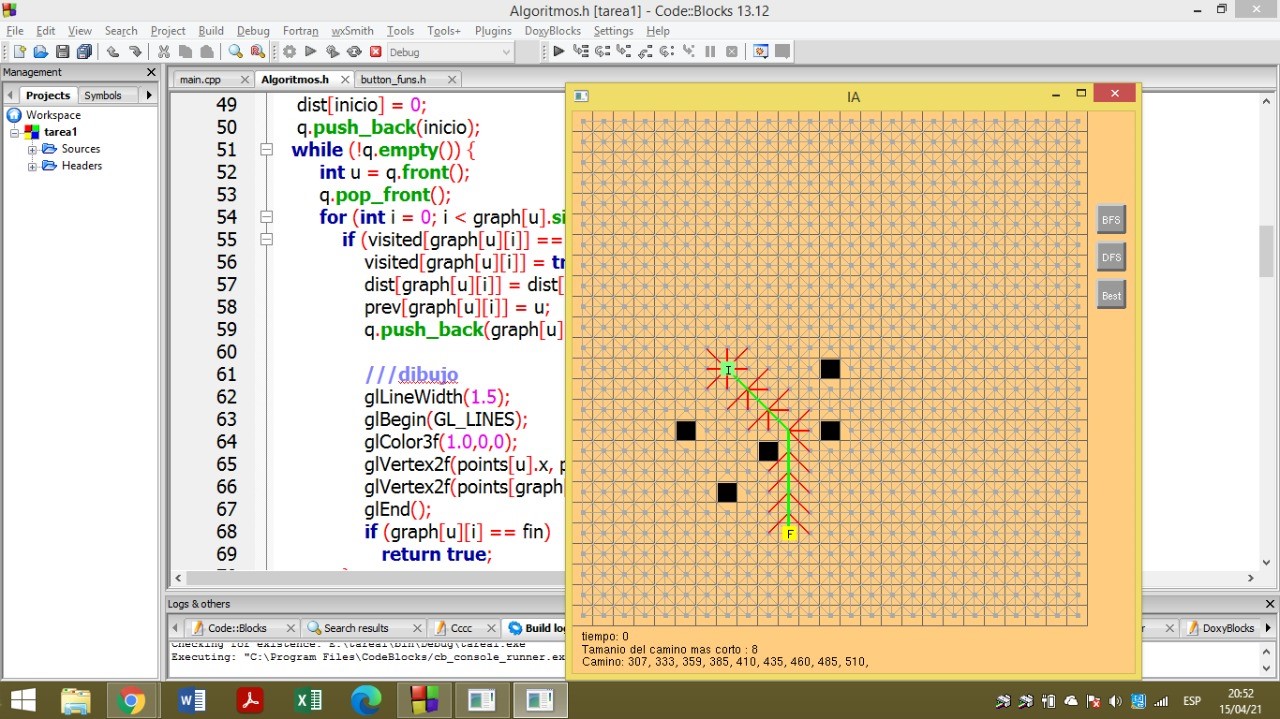 Algoritmos.h [tarea1] - Code::Blocks 13.12
File Edit View Search Project Build Debug Fortran wxSmith Tools Tools+ Plugins DoxyBlocks Settings Help
Debug
Management
Projects Symbols
Workspace
tarea1
Sources
Headers
main.cpp Algoritmos.h button_funs.h
49 dist[inicio] = 0;
50 q.push_back(inicio);
51 while (!q.empty()) {
52 int u = q.front();
53 q.pop_front();
54 for (int i = 0; i < graph[u].si
55 if (visited[graph[u][i]] ==
56 visited[graph[u][i]] = tr
57 dist[graph[u][i]] = dist[
58 prev[graph[u][i]] = u;
59 q.push_back(graph[u]
60
61 ///dibujo
62 glLineWidth(1.5);
63 glBegin(GL_LINES);
64 glColor3f(1.0,0,0);
65 glVertex2f(points[u].x, p
66 glVertex2f(points[graph
67 glEnd();
68 if (graph[u][i] == fin)
69 return true;
IA
BFS
DFS
Best
I
F
tiempo: 0
Tamanio del camino mas corto : 8
Camino: 307, 333, 359, 385, 410, 435, 460, 485, 510,
Logs & others
Code::Blocks Search results Cccc Build log DoxyBlocks
Checking for existence: E:\tarea1\bin\Debug\tarea1.exe
Executing: "C:\Program Files\CodeBlocks/cb_console_runner.ex
ESP
20:52
15/04/21